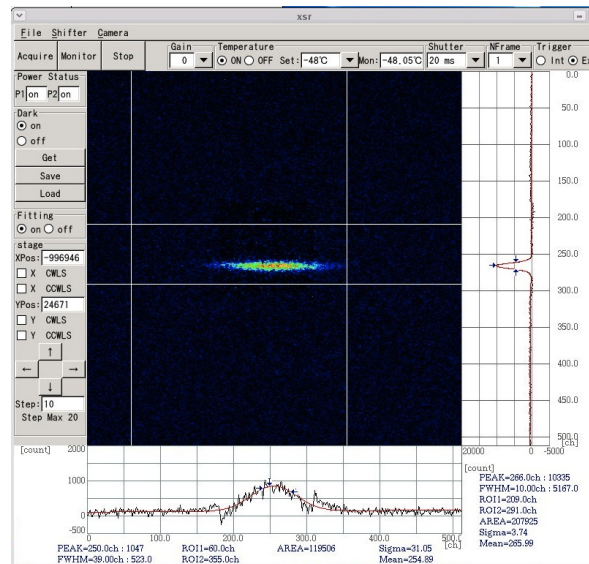 xsr
File Shifter Camera
Acquire Monitor Stop Gain 0 Temperature ON OFF Set: -48℃ Mon: -48.05℃ Shutter 20 ms NFrame 1 Trigger Int Ex
Power Status
P1 on P2 on
Dark
on
off
Get
Save
Load
Fitting
on off
stage
XPos: -996946
X CWLS
X CCWLS
YPos: 24671
Y CWLS
Y CCWLS
↑
← →
↓
Step: 10
Step Max 20
0.0
50.0
100.0
150.0
200.0
250.0
300.0
350.0
400.0
450.0
500.0
[ch]
20000 0 -5000
[count]
[count]
2000
1000
0
-500
0 100.0 200.0 300.0 400.0 500.0
[ch]
PEAK=250.0ch : 1047 ROI1=60.0ch AREA=119506 Sigma=31.05
FWHM=39.00ch : 523.0 ROI2=355.0ch Mean=254.89
PEAK=266.0ch : 10335
FWHM=10.00ch : 5167.0
ROI1=209.0ch
ROI2=291.0ch
AREA=207925
Sigma=3.74
Mean=265.99